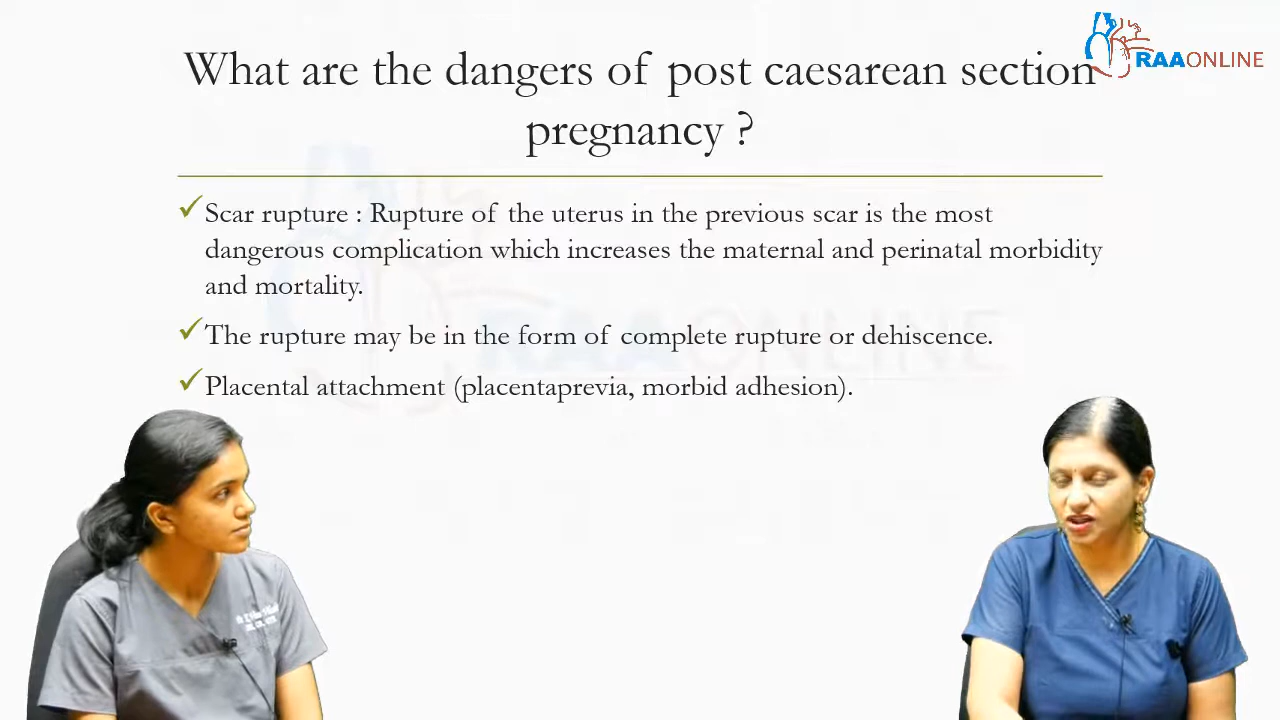 RAAONLINE
What are the dangers of post caesarean section
pregnancy ?
Scar rupture : Rupture of the uterus in the previous scar is the most
dangerous complication which increases the maternal and perinatal morbidity
and mortality.
The rupture may be in the form of complete rupture or dehiscence.
RAAONLINE
Placental attachment (placentaprevia, morbid adhesion).